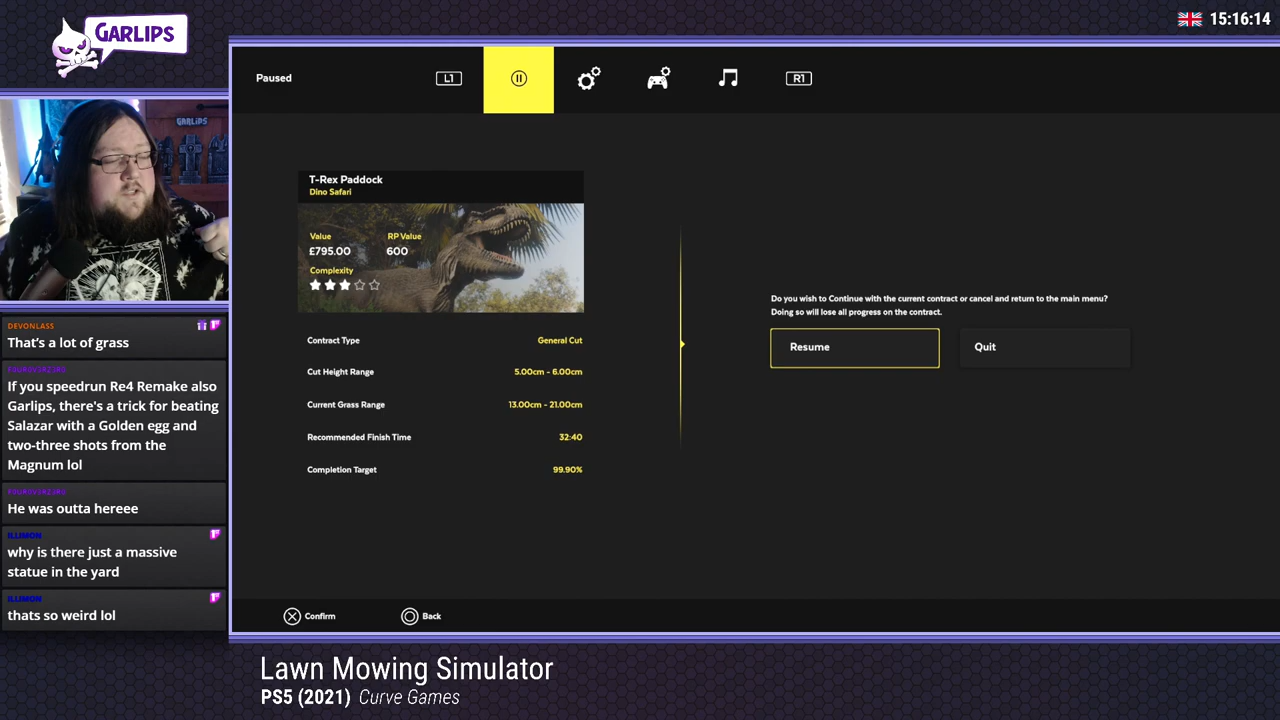 GARLIPS
15:16:14
Paused
L1
R1
GARLIPS
T-Rex Paddock
Dino Safari
Value
RP Value
£795.00
600
Complexity
Contract Type
General Cut
Cut Height Range
5.00cm - 6.00cm
Current Grass Range
13.00cm - 21.00cm
Recommended Finish Time
32:40
Completion Target
99.90%
Do you wish to Continue with the current contract or cancel and return to the main menu?
Doing so will lose all progress on the contract.
Resume
Quit
Confirm
Back
DEVONLASS
That's a lot of grass
If you speedrun Re4 Remake also
Garlips, there's a trick for beating
Salazar with a Golden egg and
two-three shots from the
Magnum lol
He was outta hereee
ILLIMON
why is there just a massive
statue in the yard
ILLIMON
thats so weird lol
Lawn Mowing Simulator
PS5 (2021) Curve Games